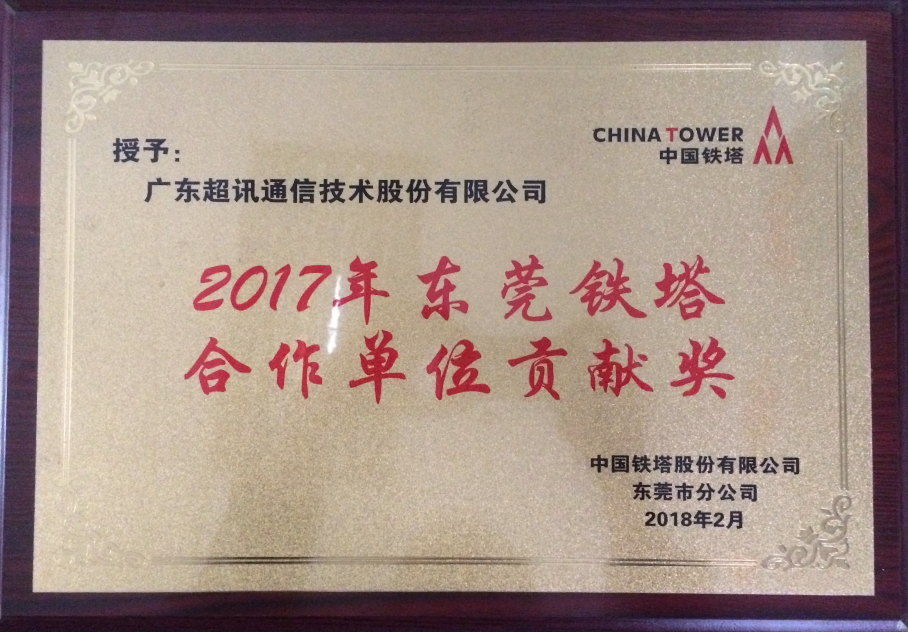 授予：
CHINA TOWER
中国铁塔
广东超讯通信技术股份有限公司
2017年东莞铁塔
合作单位贡献奖
中国铁塔股份有限公司
东莞市分公司
2018年2月